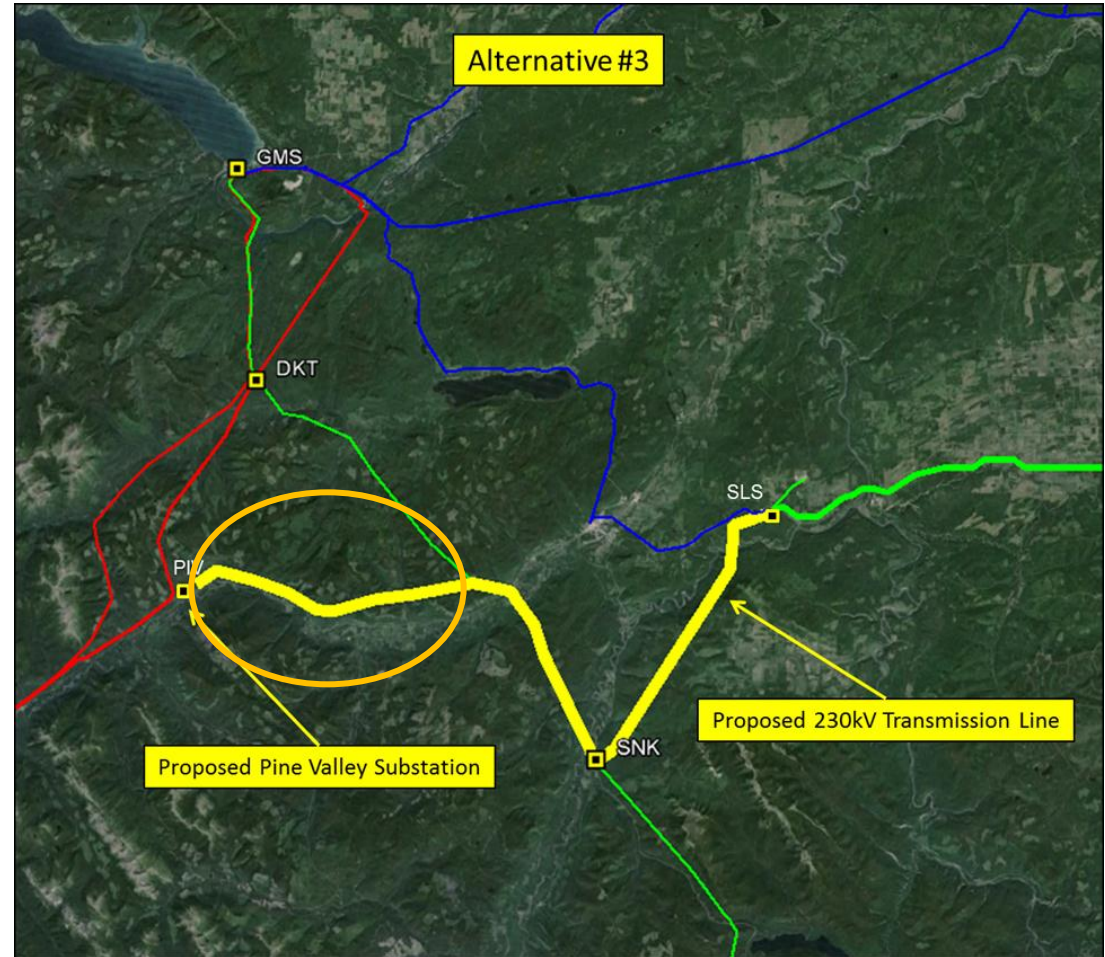 Alternative #3
GMS
DKT
SLS
PIV
SNK
Proposed 230kV Transmission Line
Proposed Pine Valley Substation